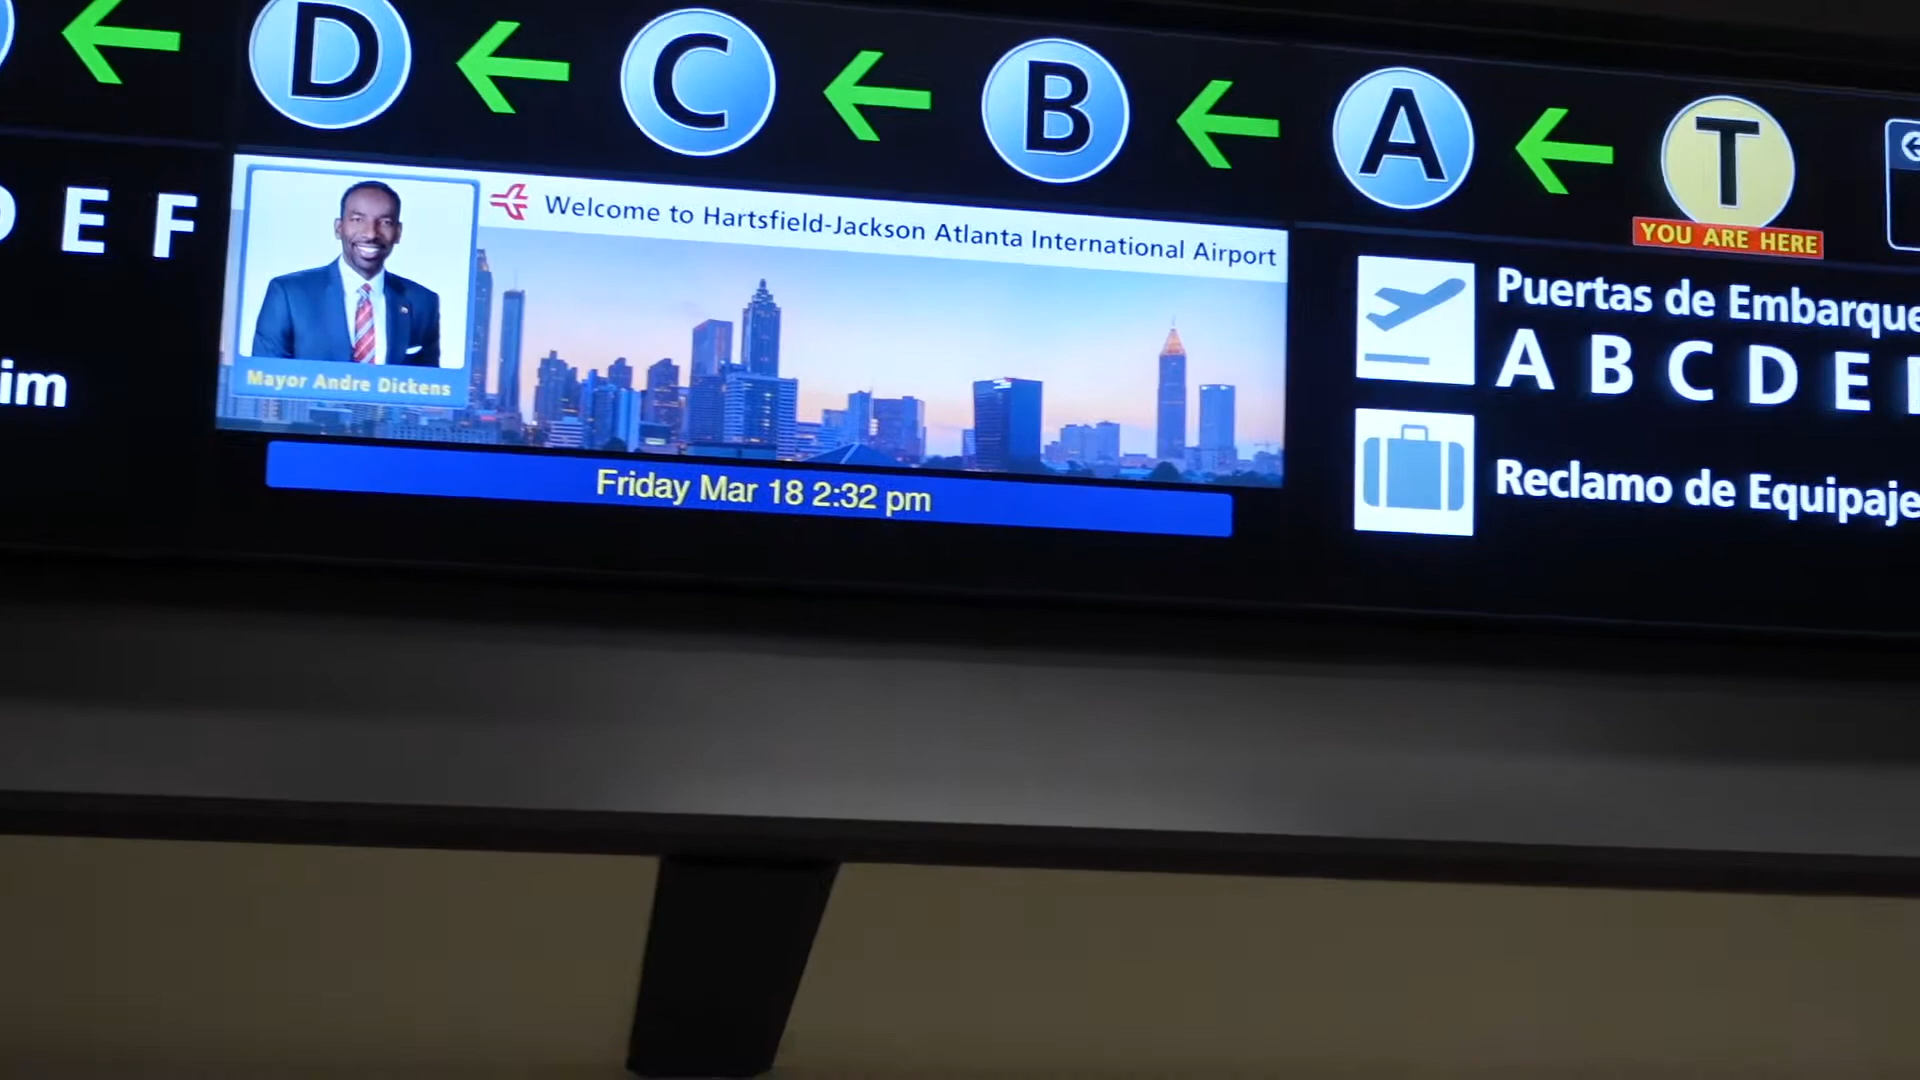 D
C
B
A
T
YOU ARE HERE
E F
Welcome to Hartsfield-Jackson Atlanta International Airport
Mayor Andre Dickens
Friday Mar 18 2:32 pm
Puertas de Embarque
A B C D E
Reclamo de Equipaje